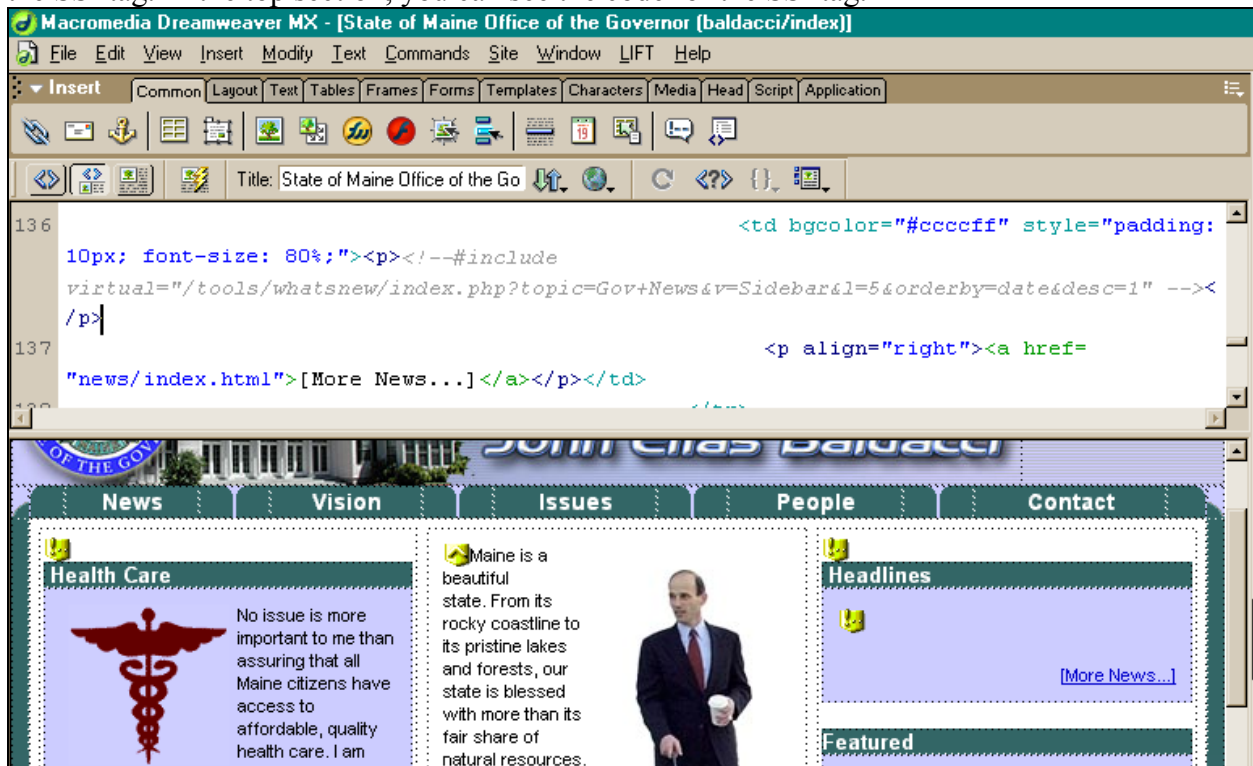 Macromedia Dreamweaver MX - [State of Maine Office of the Governor (baldacci/index)]
File Edit View Insert Modify Text Commands Site Window LIFT Help
Insert Common Layout Text Tables Frames Forms Templates Characters Media Head Script Application
19
Title: State of Maine Office of the Go
136 <td bgcolor="#ccccff" style="padding:
10px; font-size: 80%;"><p><!--#include
virtual="/tools/whatsnew/index.php?topic=Gov+News&v=Sidebar&l=5&orderby=date&desc=1" --><
/p>
137 <p align="right"><a href=
"news/index.html">[More News...]</a></p></td>
OF THE GOV John Elias Baldacci
News Vision Issues People Contact
Health Care
No issue is more
important to me than
assuring that all
Maine citizens have
access to
affordable, quality
health care. I am
Maine is a
beautiful
state. From its
rocky coastline to
its pristine lakes
and forests, our
state is blessed
with more than its
fair share of
natural resources.
Headlines
[More News...]
Featured